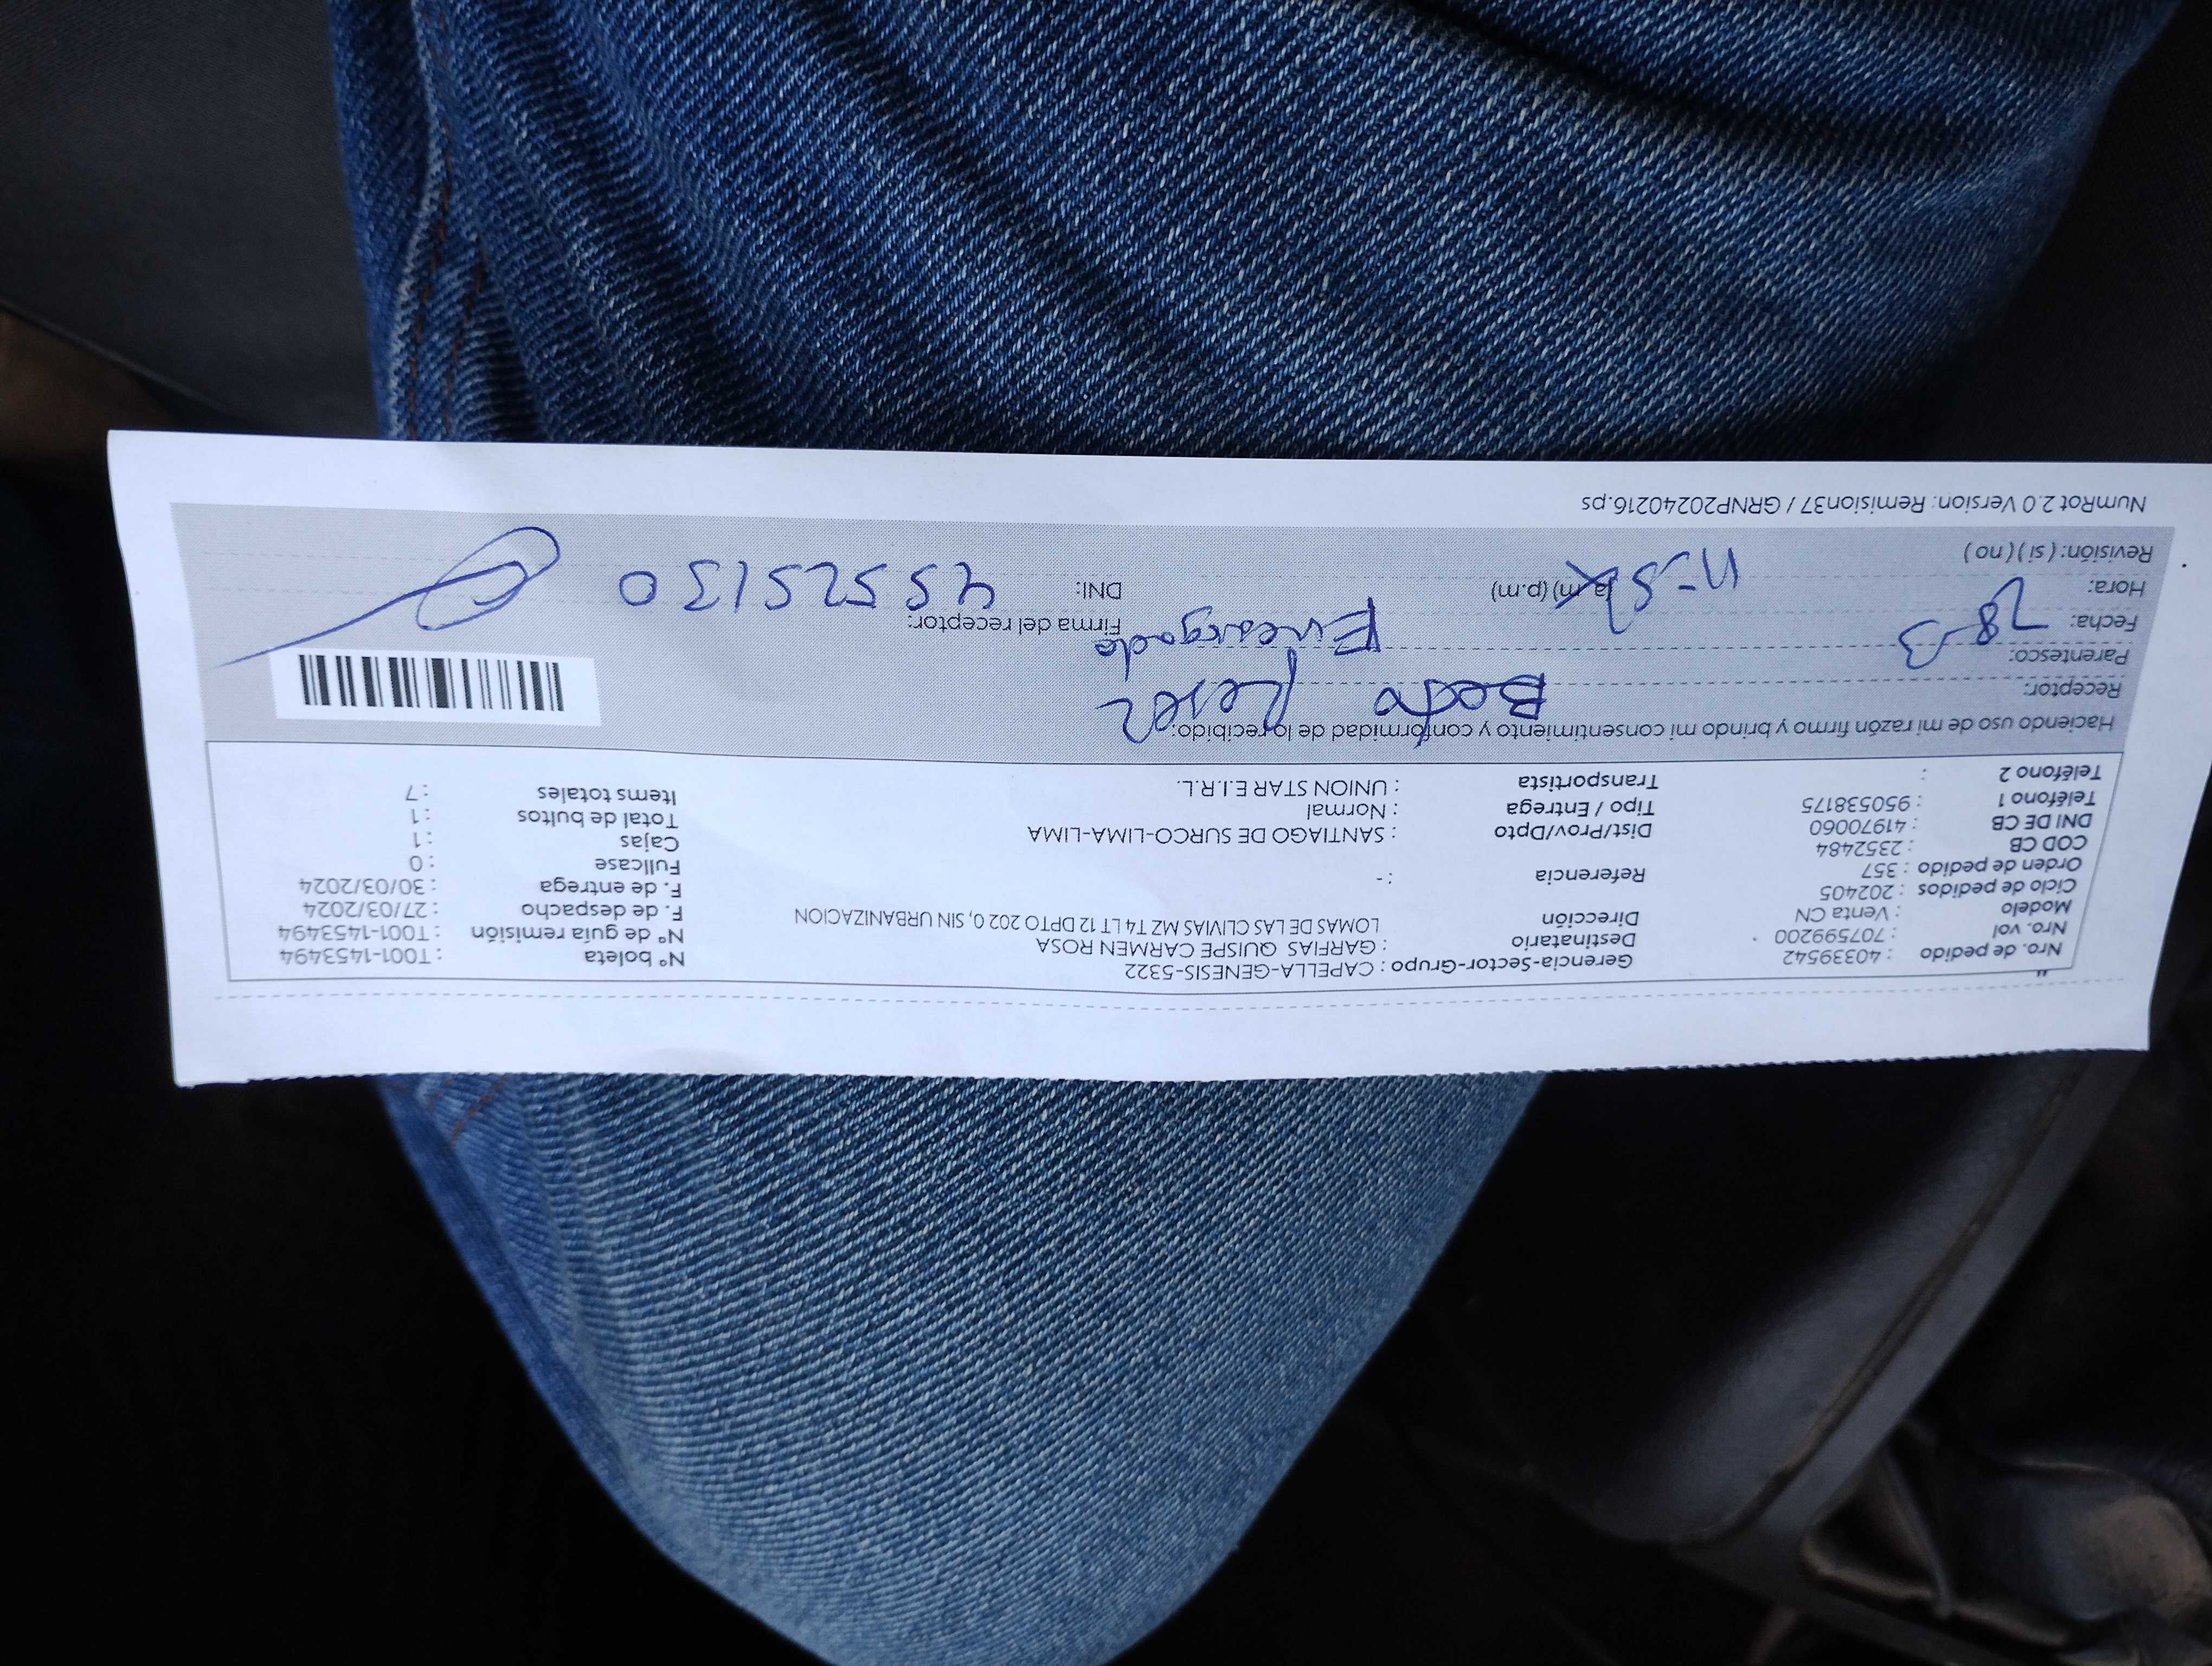 Nro. de pedido : 40339542 Gerencia-Sector-Grupo : CAPELLA-GENESIS-5322 N° boleta : T001-1453494
Nro. vol : 707599200 Destinatario : GARFIAS QUISPE CARMEN ROSA N° de guía remisión : T001-1453494
Modelo : Venta CN Dirección LOMAS DE LAS CLIVIAS MZ T4 LT 12 DPTO 202 0, SIN URBANIZACION F. de despacho : 27/03/2024
Ciclo de pedidos : 202405 F. de entrega : 30/03/2024
Orden de pedido : 357 Referencia : - Fullcase : 0
COD CB : 2352484 Cajas : 1
DNI DE CB : 41970060 Dist/Prov/Dpto : SANTIAGO DE SURCO-LIMA-LIMA Total de bultos : 1
Teléfono 1 : 950538175 Tipo / Entrega : Normal Items totales : 7
Teléfono 2 : Transportista : UNION STAR E.I.R.L.
Haciendo uso de mi razón firmo y brindo mi consentimiento y conformidad de lo recibido:
Receptor: Beto
Parentesco: Encargado
Fecha: 28-3 Firma del receptor:
Hora: (a.m) (p.m) DNI: 45525130
Revisión: ( si ) ( no )
NumRot 2.0 Version: Remision37 / GRNP20240216.ps